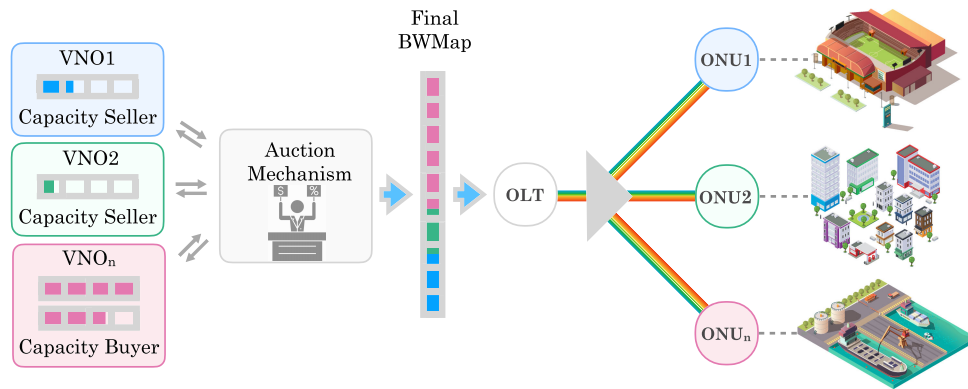 Final
BWMap
VNO1
Capacity Seller
VNO2
Capacity Seller
VNOₙ
Capacity Buyer
Auction
Mechanism
$ %
OLT
ONU1
ONU2
ONUₙ